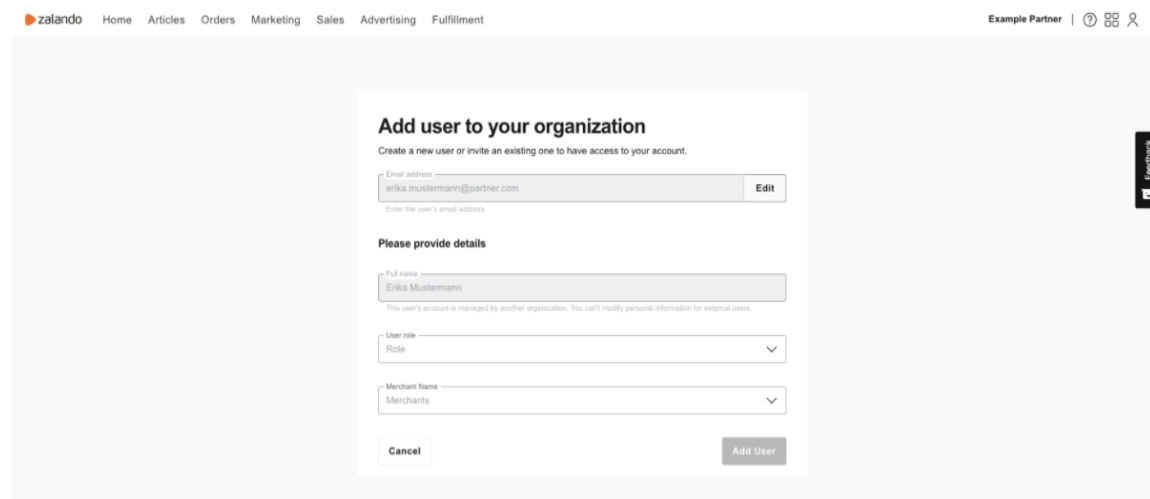 zalando Home Articles Orders Marketing Sales Advertising Fulfillment Example Partner |
Add user to your organization
Create a new user or invite an existing one to have access to your account.
Email address
erika.mustermann@partner.com Edit
Enter the user's email address.
Please provide details
Full name
Erika Mustermann
This user's account is managed by another organization. You can't modify personal information for external users.
User role
Role
Merchant Name
Merchants
Cancel Add User
Feedback